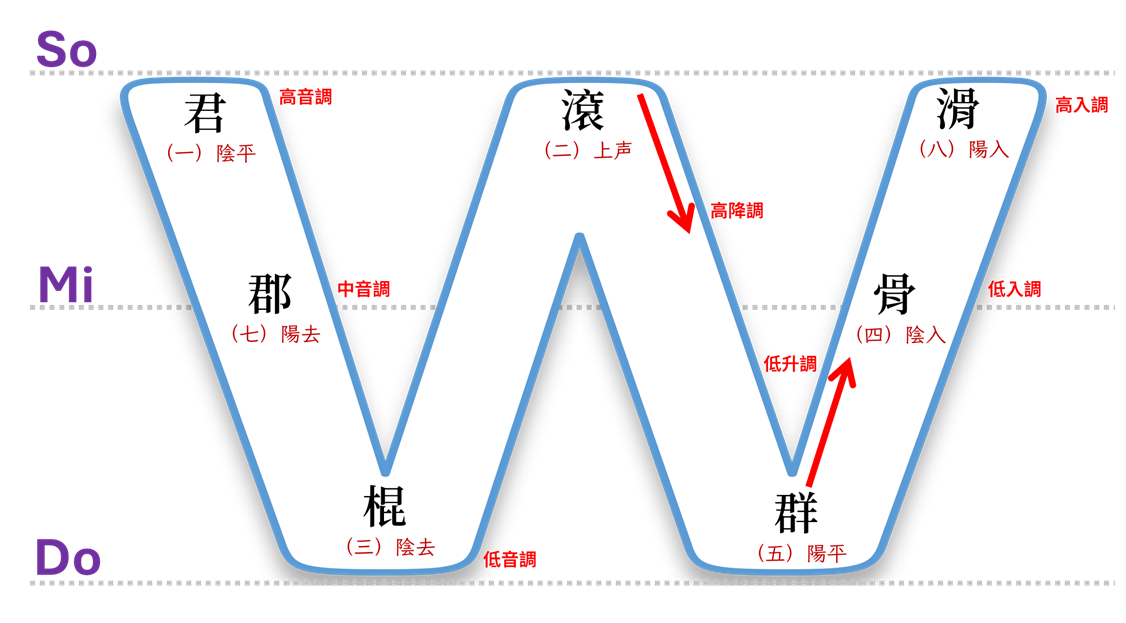 So
君
(一) 陰平
高音調
滾
(二) 上声
高降調
滑
(八) 陽入
高入調
Mi
郡
(七) 陽去
中音調
骨
(四) 陰入
低入調
低升調
Do
棍
(三) 陰去
低音調
群
(五) 陽平